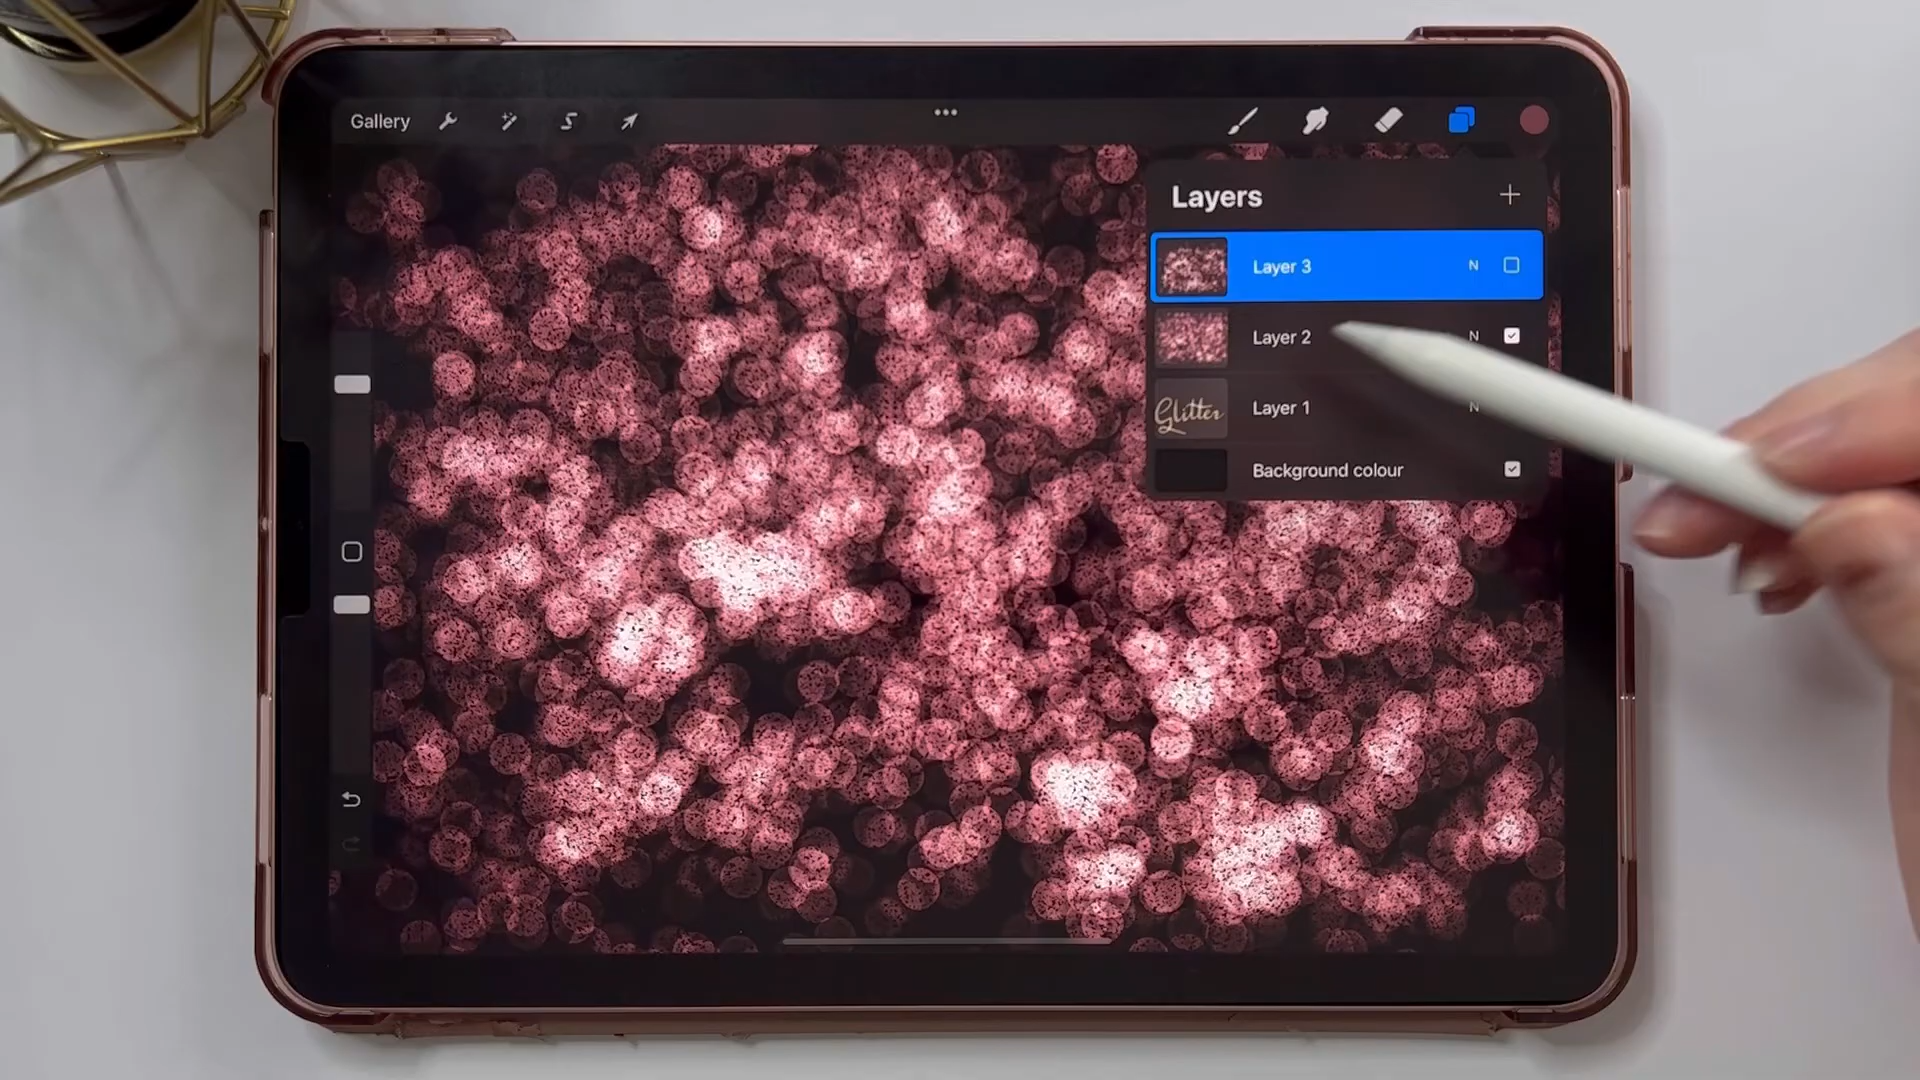 Gallery
Layers
Layer 3 N
Layer 2 N
Glitter
Layer 1 N
Background colour